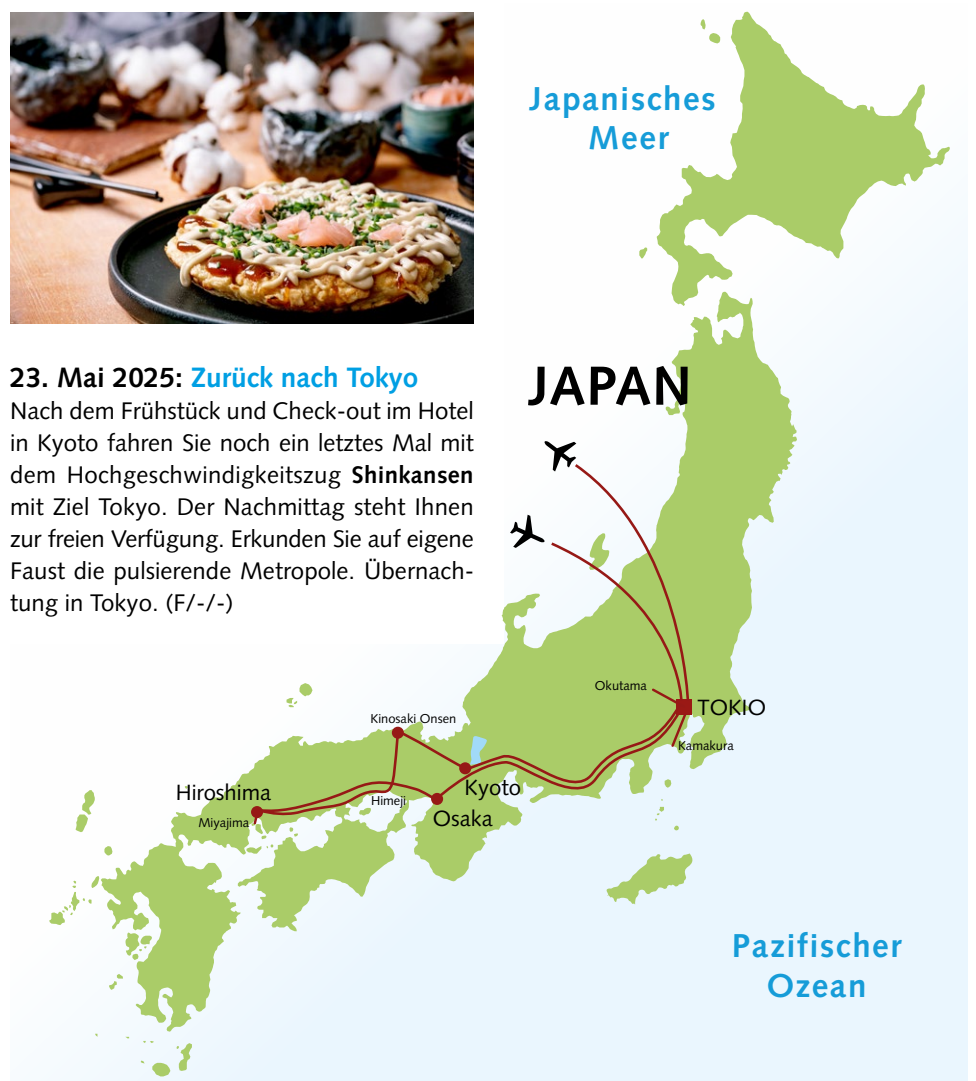 23. Mai 2025: Zurück nach Tokyo
Nach dem Frühstück und Check-out im Hotel
in Kyoto fahren Sie noch ein letztes Mal mit
dem Hochgeschwindigkeitszug Shinkansen
mit Ziel Tokyo. Der Nachmittag steht Ihnen
zur freien Verfügung. Erkunden Sie auf eigene
Faust die pulsierende Metropole. Übernach-
tung in Tokyo. (F/-/-)
Japanisches
Meer
JAPAN
Okutama
TOKIO
Kamakura
Kinosaki Onsen
Kyoto
Hiroshima
Himeji
Osaka
Miyajima
Pazifischer
Ozean